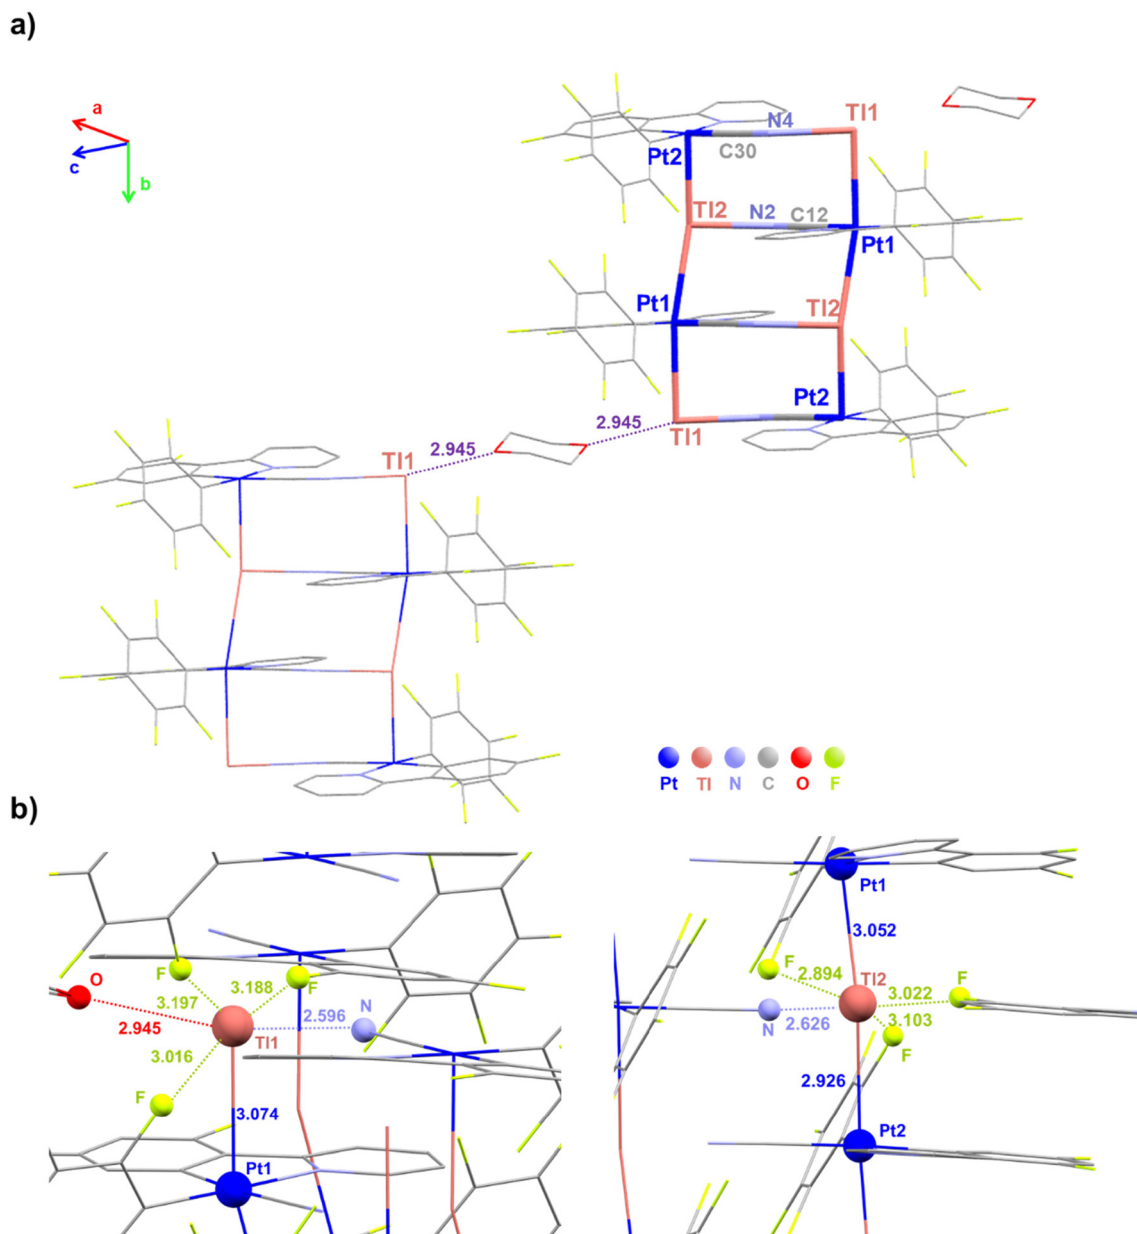 a)
a
c
b
N4
Tl1
C30
Pt2
Tl2
N2
C12
Pt1
Pt1
Tl2
Pt2
2.945
Tl1
2.945
Tl1
Pt
Tl
N
C
O
F
b)
O
F
3.197
3.188
F
2.945
Tl1
2.596
N
3.016
F
3.074
Pt1
Pt1
3.052
F
2.894
Tl2
3.022
F
N
2.626
3.103
F
2.926
Pt2